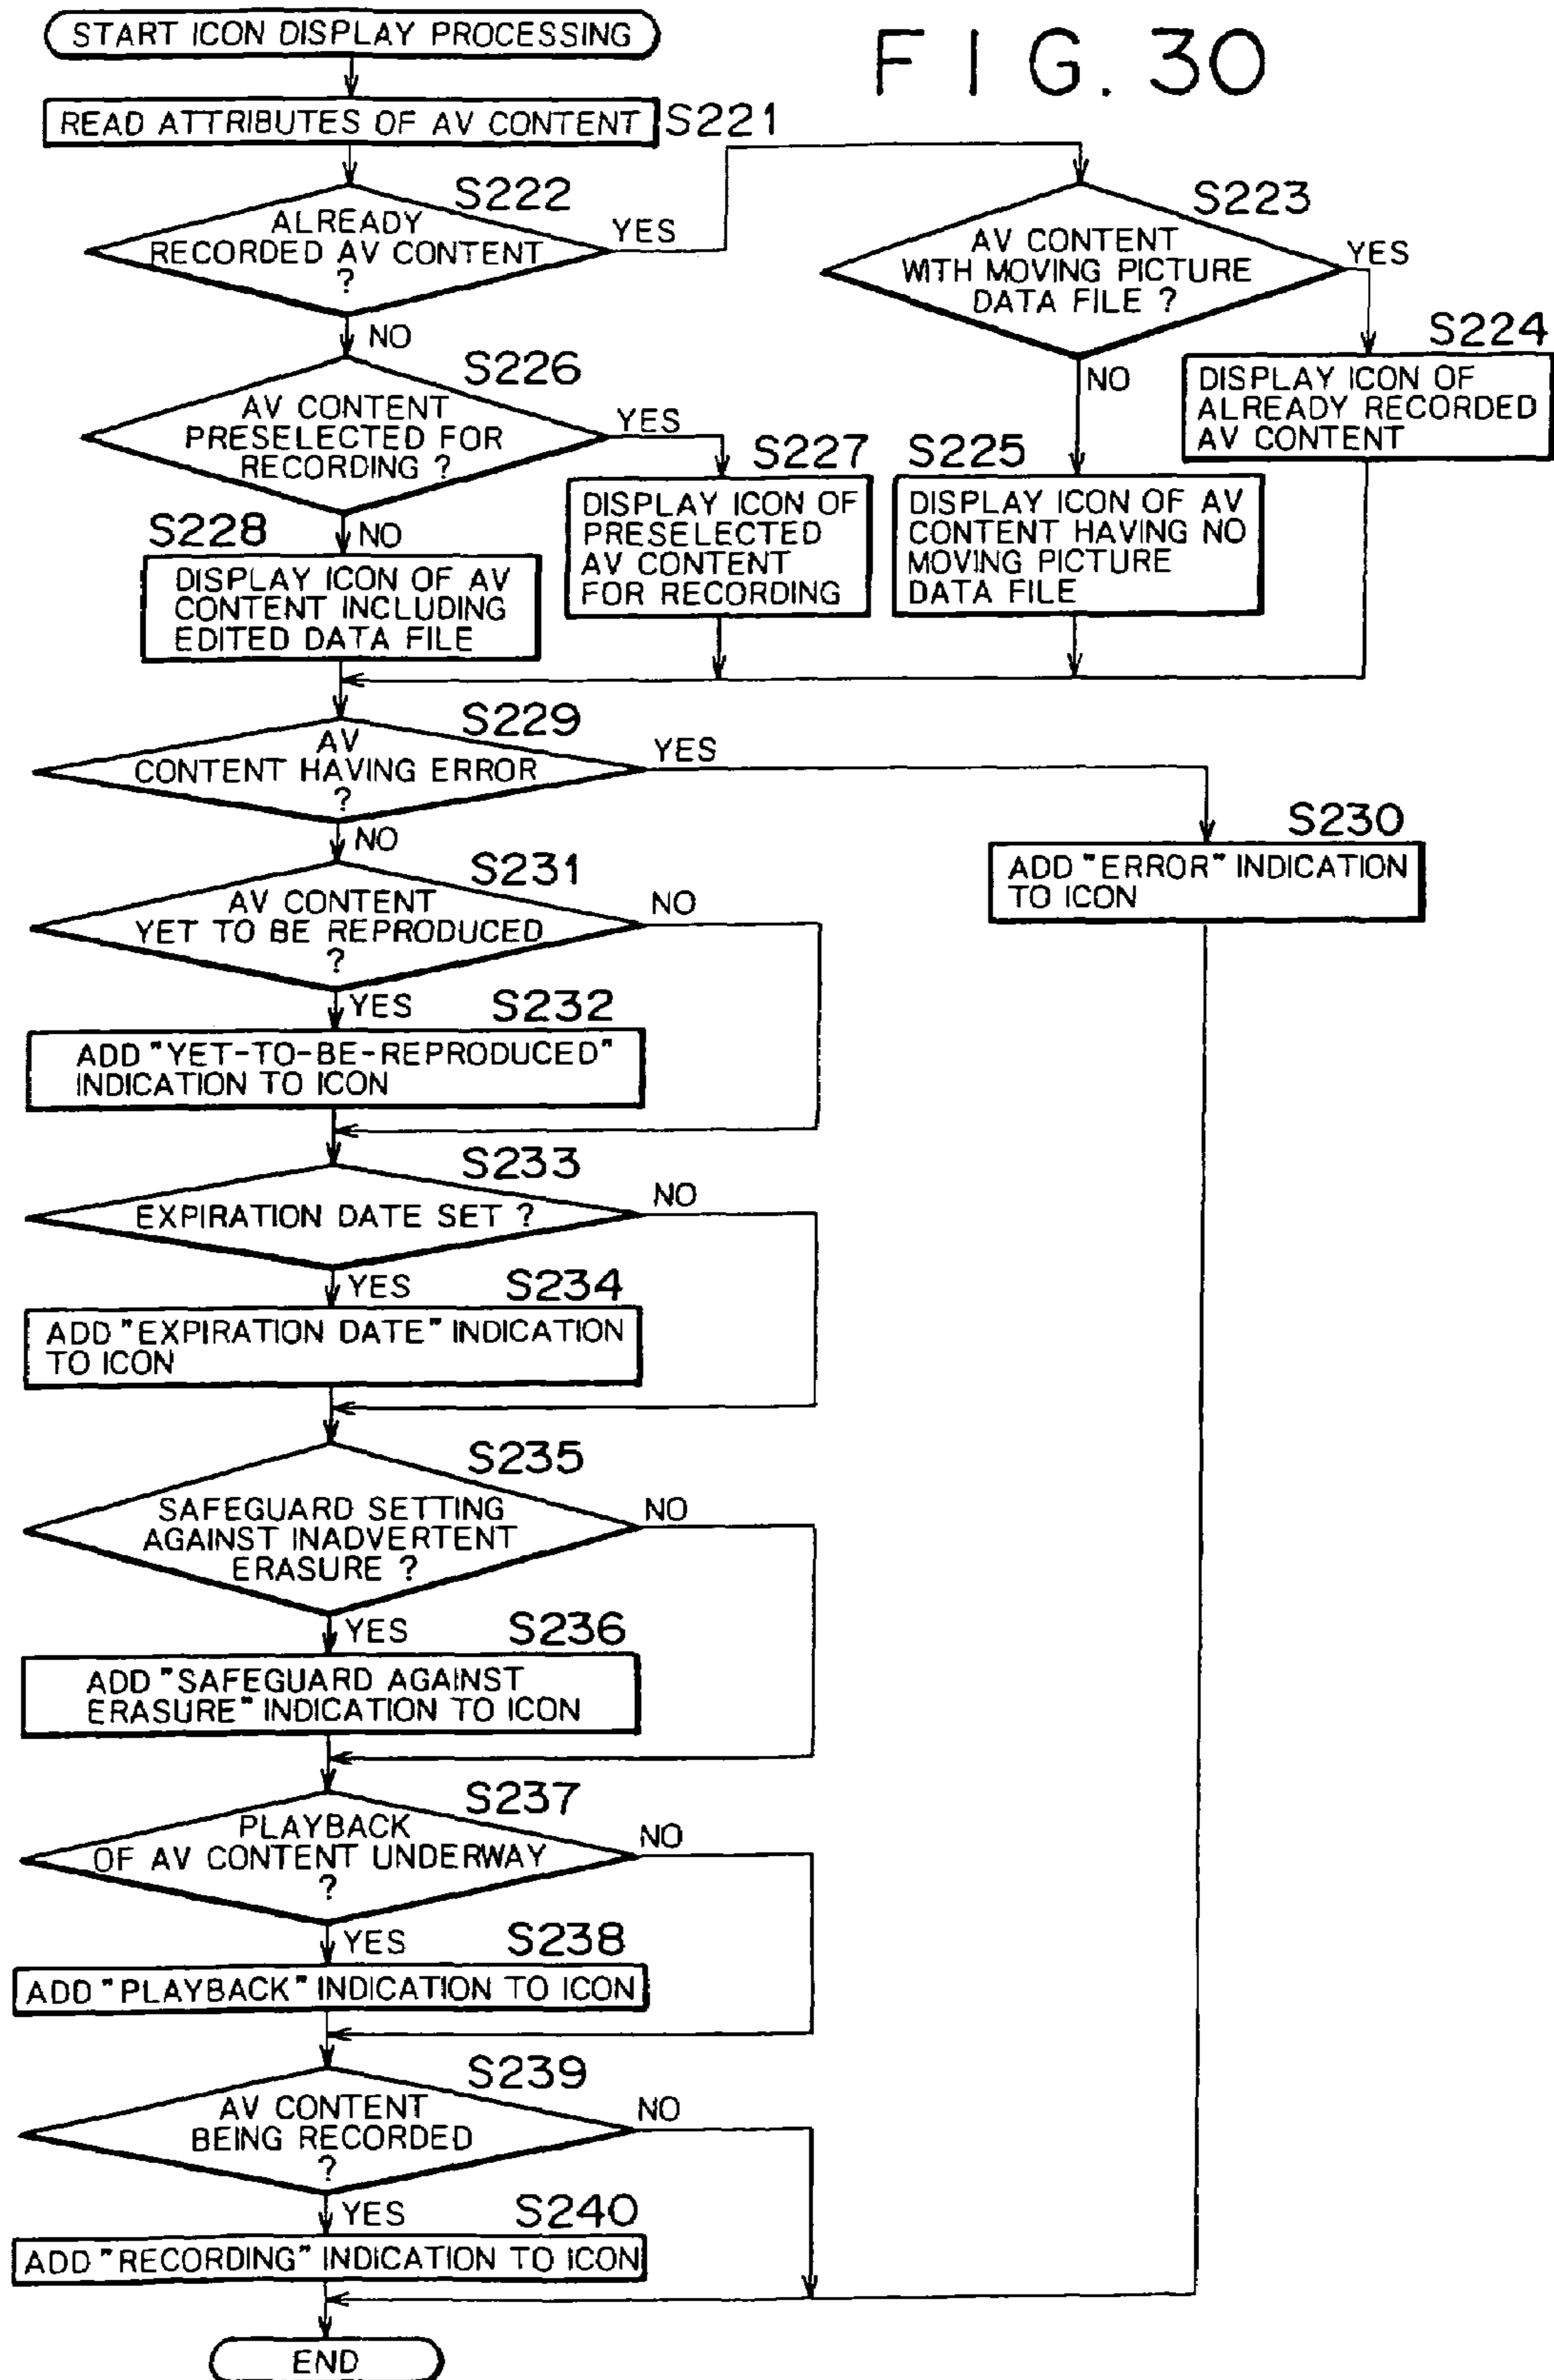 START ICON DISPLAY PROCESSING
FIG. 30
READ ATTRIBUTES OF AV CONTENT
S221
S222
ALREADY
RECORDED AV CONTENT
?
YES
NO
S223
AV CONTENT
WITH MOVING PICTURE
DATA FILE ?
YES
NO
S224
DISPLAY ICON OF
ALREADY RECORDED
AV CONTENT
S226
AV CONTENT
PRESELECTED FOR
RECORDING ?
YES
NO
S227
DISPLAY ICON OF
PRESELECTED
AV CONTENT
FOR RECORDING
S225
DISPLAY ICON OF AV
CONTENT HAVING NO
MOVING PICTURE
DATA FILE
S228
DISPLAY ICON OF AV
CONTENT INCLUDING
EDITED DATA FILE
S229
AV
CONTENT HAVING ERROR
?
YES
NO
S230
ADD "ERROR" INDICATION
TO ICON
S231
AV CONTENT
YET TO BE REPRODUCED
?
NO
YES
S232
ADD "YET-TO-BE-REPRODUCED"
INDICATION TO ICON
S233
EXPIRATION DATE SET ?
NO
YES
S234
ADD "EXPIRATION DATE" INDICATION
TO ICON
S235
SAFEGUARD SETTING
AGAINST INADVERTENT
ERASURE ?
NO
YES
S236
ADD "SAFEGUARD AGAINST
ERASURE" INDICATION TO ICON
S237
PLAYBACK
OF AV CONTENT UNDERWAY
?
NO
YES
S238
ADD "PLAYBACK" INDICATION TO ICON
S239
AV CONTENT
BEING RECORDED
?
NO
YES
S240
ADD "RECORDING" INDICATION TO ICON
END